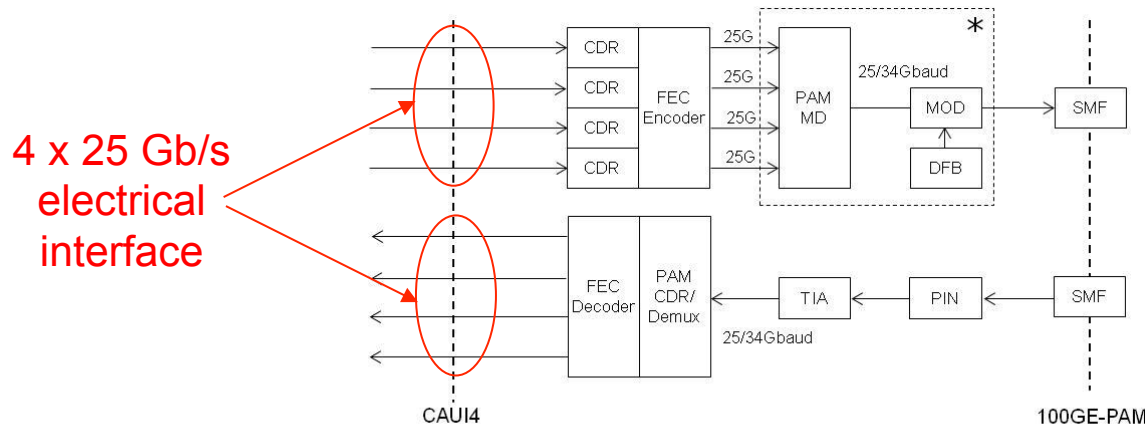 *
25G
CDR
25/34Gbaud
CDR
25G
FEC
Encoder
PAM
MD
MOD
SMF
CDR
25G
CDR
25G
DFB
4 x 25 Gb/s
electrical
interface
FEC
Decoder
PAM
CDR/
Demux
TIA
PIN
SMF
25/34Gbaud
CAUI4
100GE-PAM